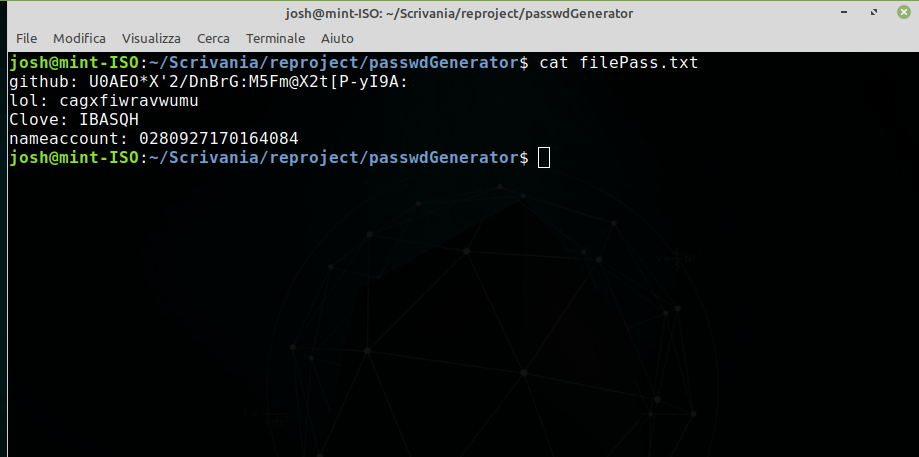 josh@mint-ISO: ~/Scrivania/reproject/passwdGenerator
File Modifica Visualizza Cerca Terminale Aiuto
josh@mint-ISO:~/Scrivania/reproject/passwdGenerator$ cat filePass.txt
github: U0AEO*X'2/DnBrG:M5Fm@X2t[P-yI9A:
lol: cagxfiwravwumu
Clove: IBASQH
nameaccount: 0280927170164084
josh@mint-ISO:~/Scrivania/reproject/passwdGenerator$